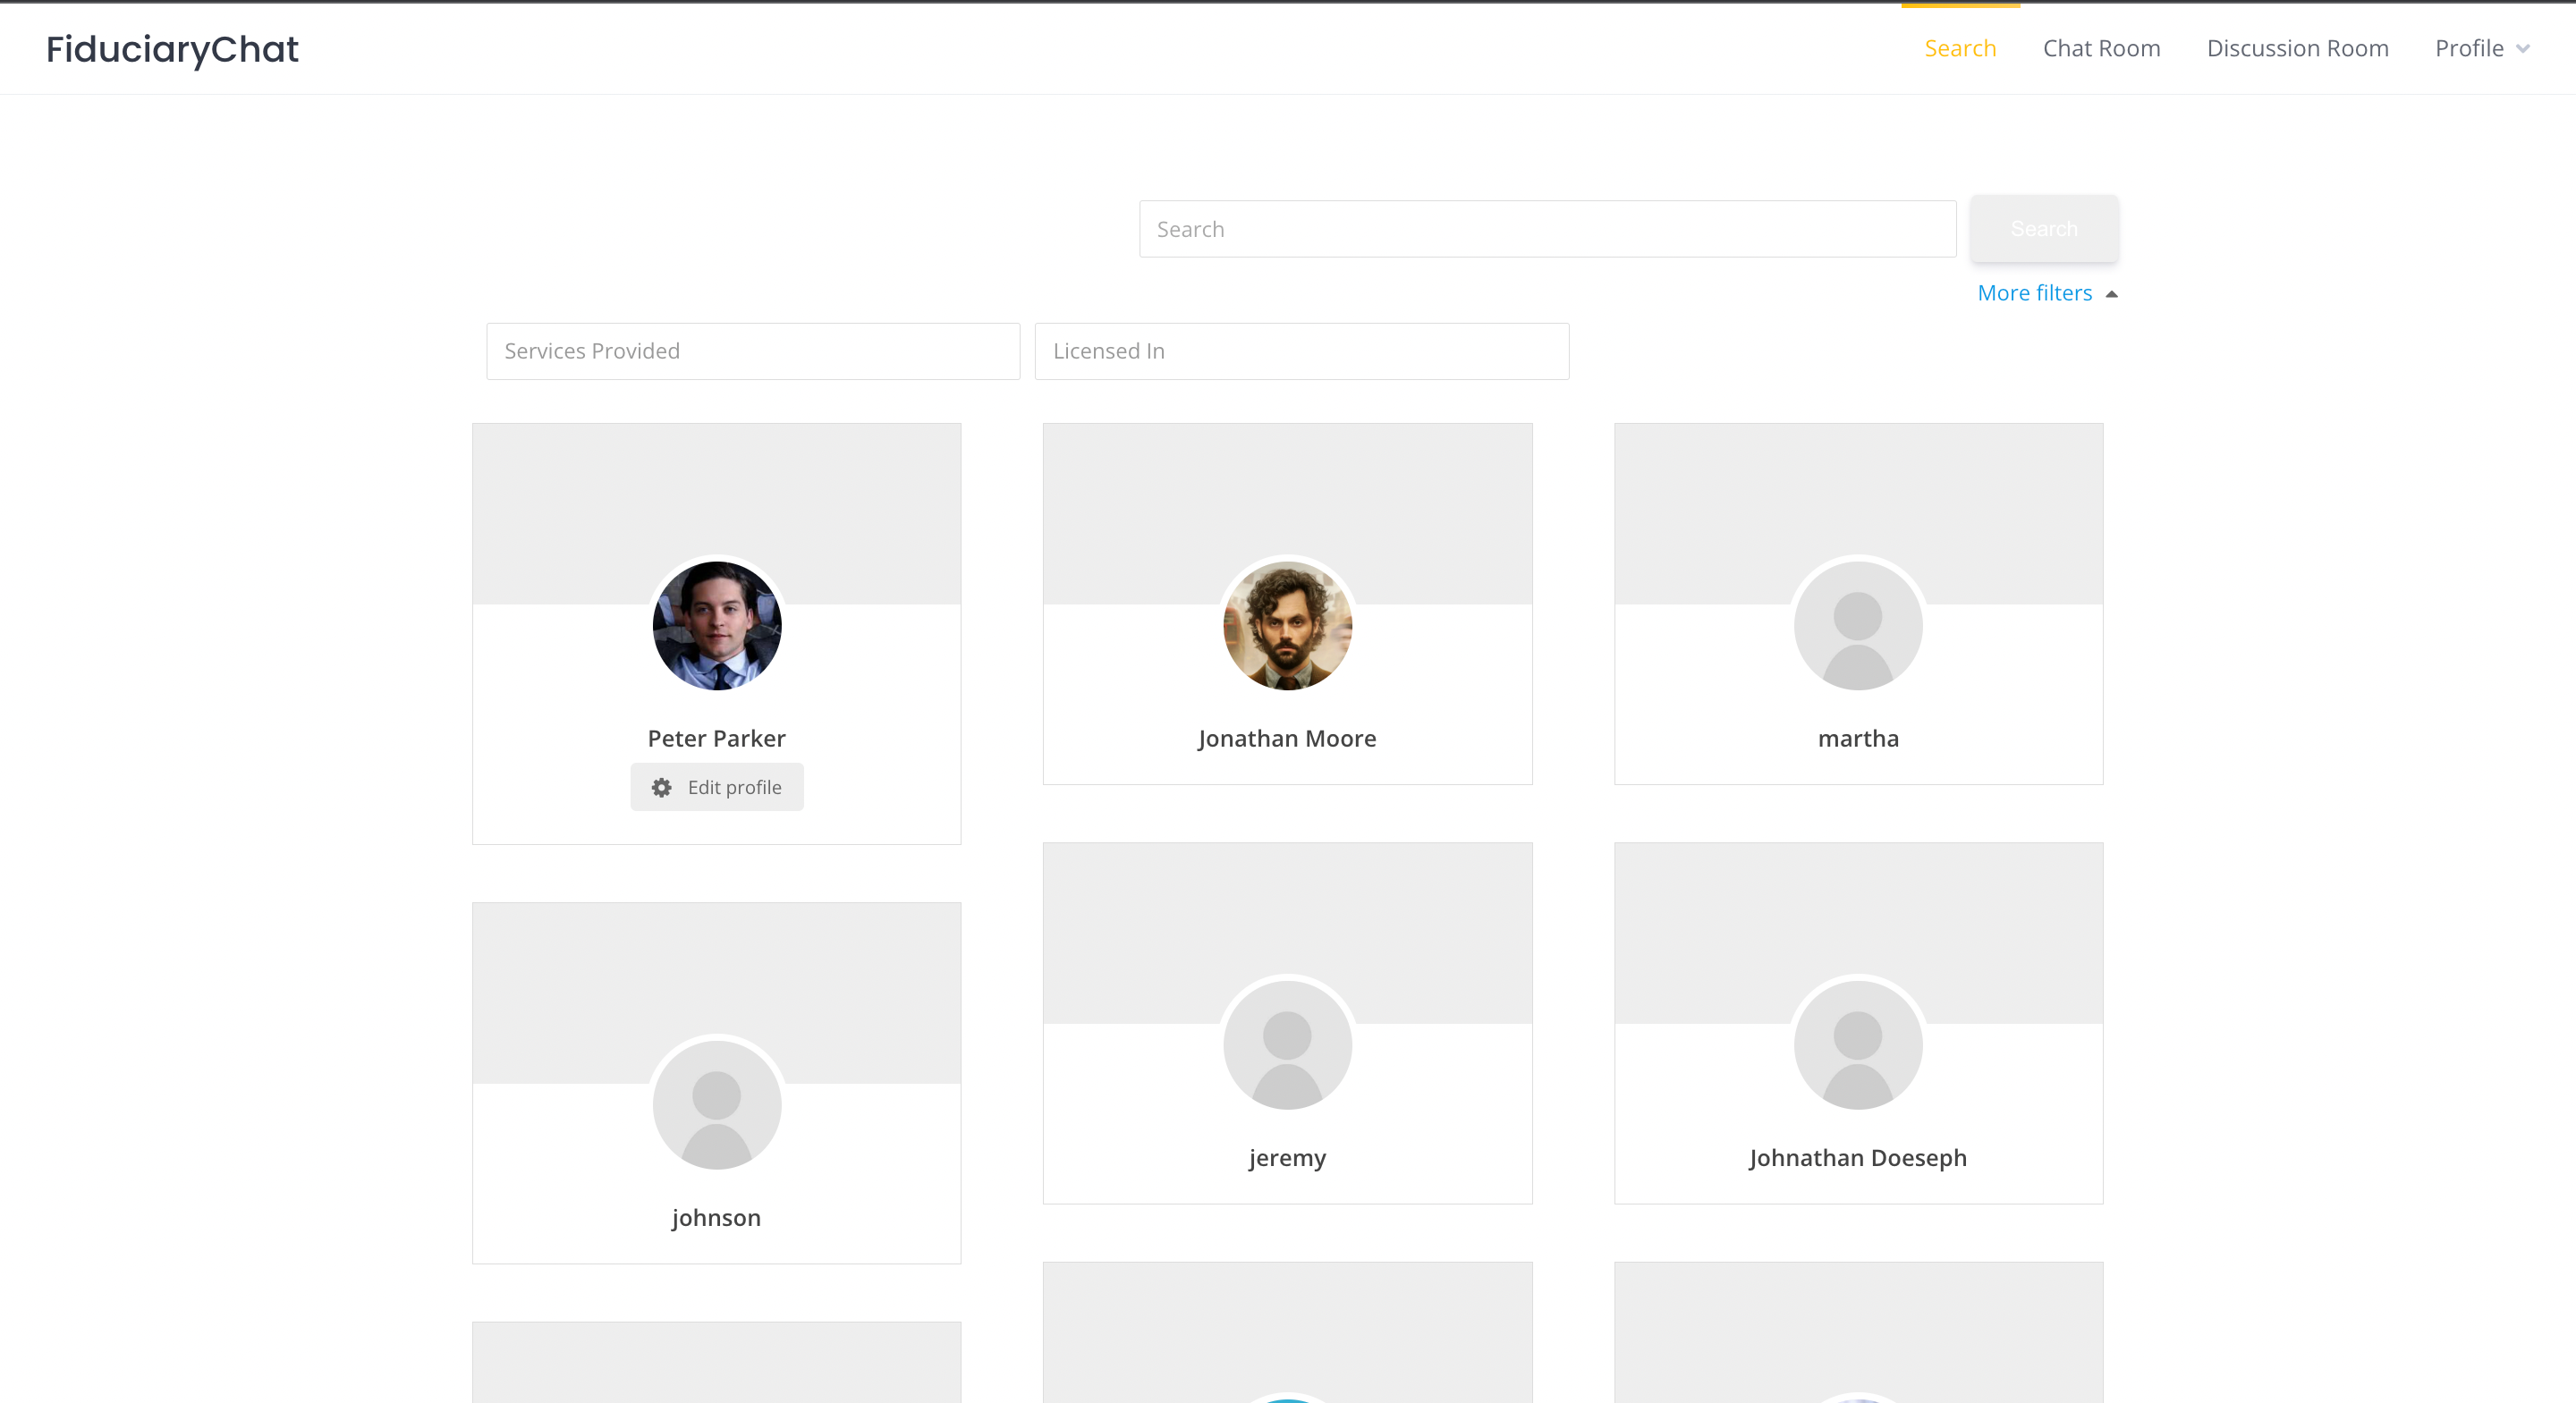 FiduciaryChat
Search
Chat Room
Discussion Room
Profile
Search
Search
More filters
Services Provided
Licensed In
Peter Parker
Edit profile
Jonathan Moore
martha
johnson
jeremy
Johnathan Doeseph